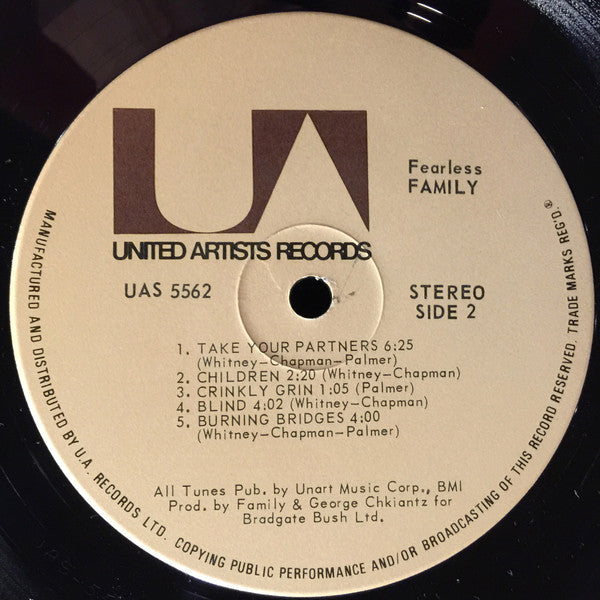 UA
UNITED ARTISTS RECORDS
Fearless
FAMILY
UAS 5562
STEREO
SIDE 2
1. TAKE YOUR PARTNERS 6:25
(Whitney—Chapman—Palmer)
2. CHILDREN 2:20 (Whitney—Chapman)
3. CRINKLY GRIN 1:05 (Palmer)
4. BLIND 4:02 (Whitney—Chapman)
5. BURNING BRIDGES 4:00
(Whitney—Chapman—Palmer)
All Tunes Pub. by Unart Music Corp., BMI
Prod. by Family & George Chkiantz for
Bradgate Bush Ltd.
MANUFACTURED AND DISTRIBUTED BY U.A. RECORDS LTD. COPYING PUBLIC PERFORMANCE AND/OR BROADCASTING OF THIS RECORD RESERVED. TRADE MARKS REG'D.®